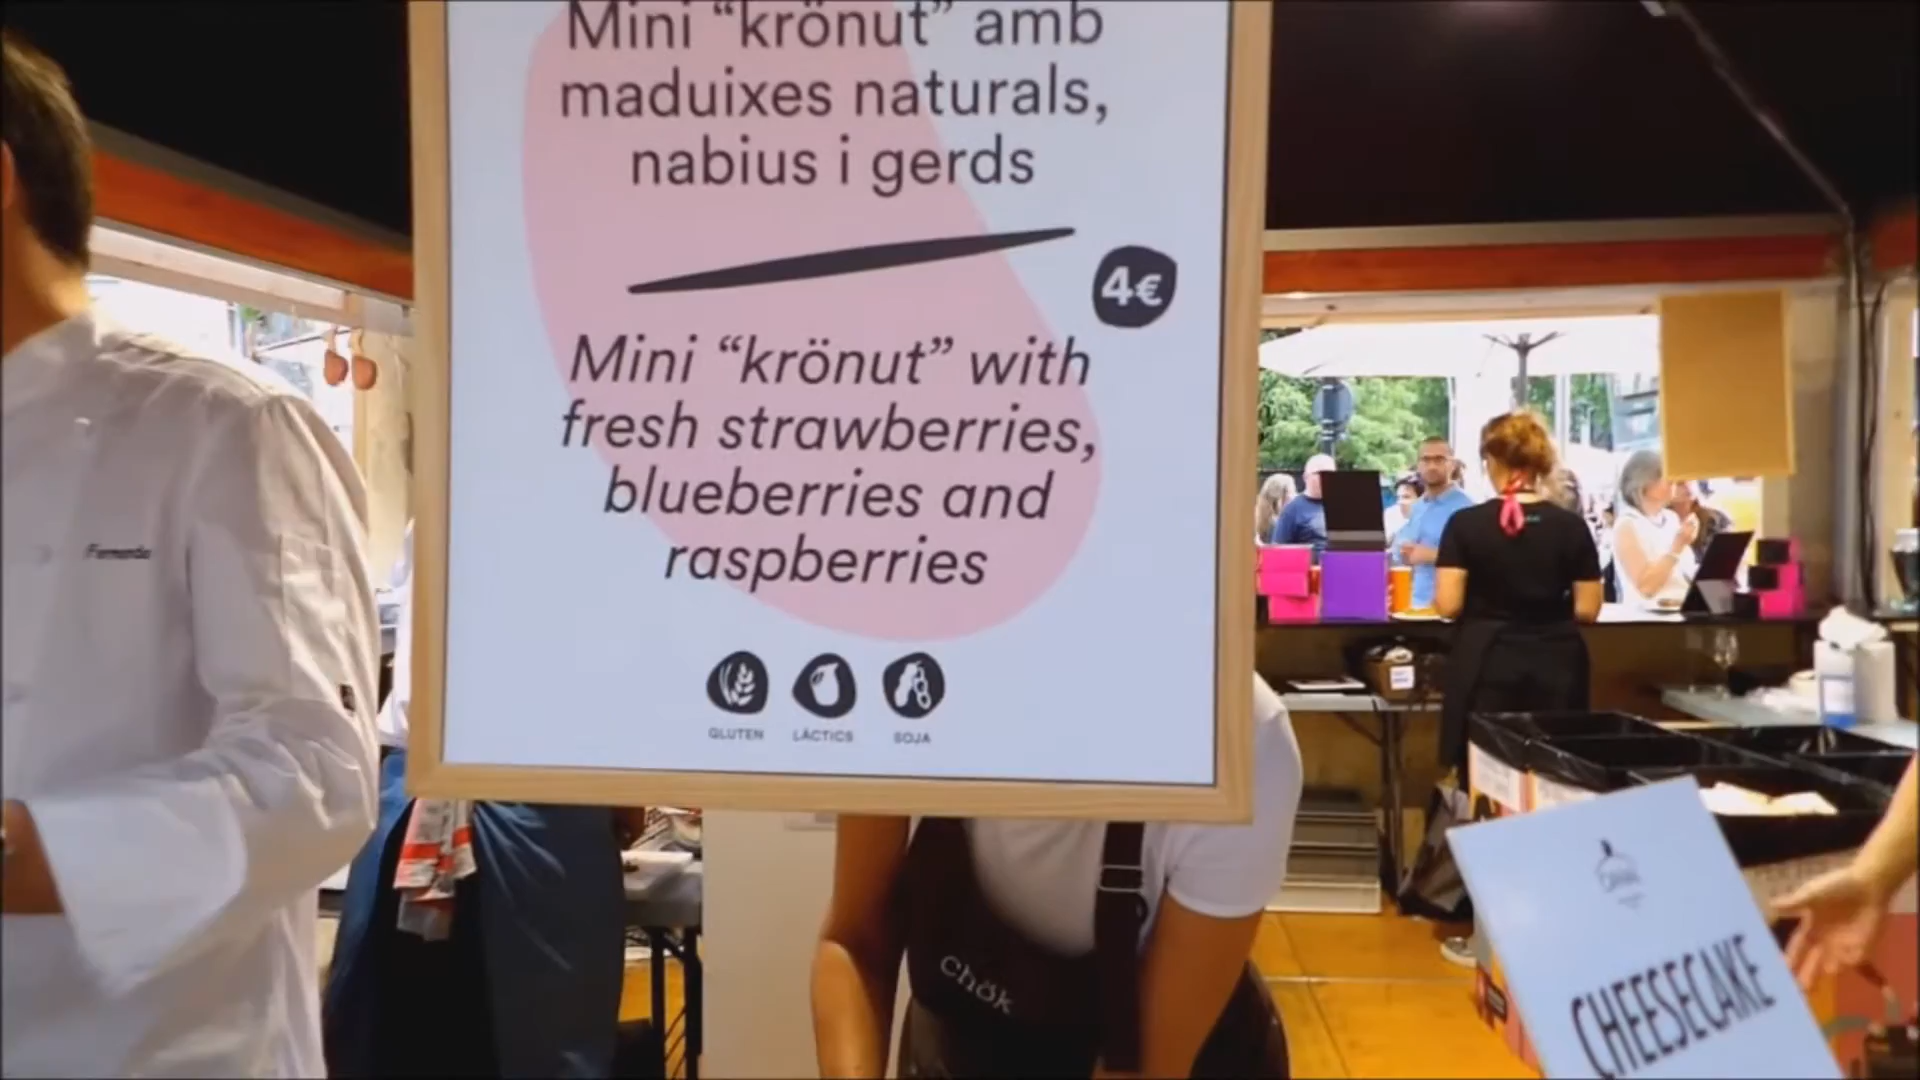 Mini “krönut” amb
maduixes naturals,
nabius i gerds
4€
Mini “krönut” with
fresh strawberries,
blueberries and
raspberries
GLUTEN LÀCTICS SOJA
chök
CHEESECAKE